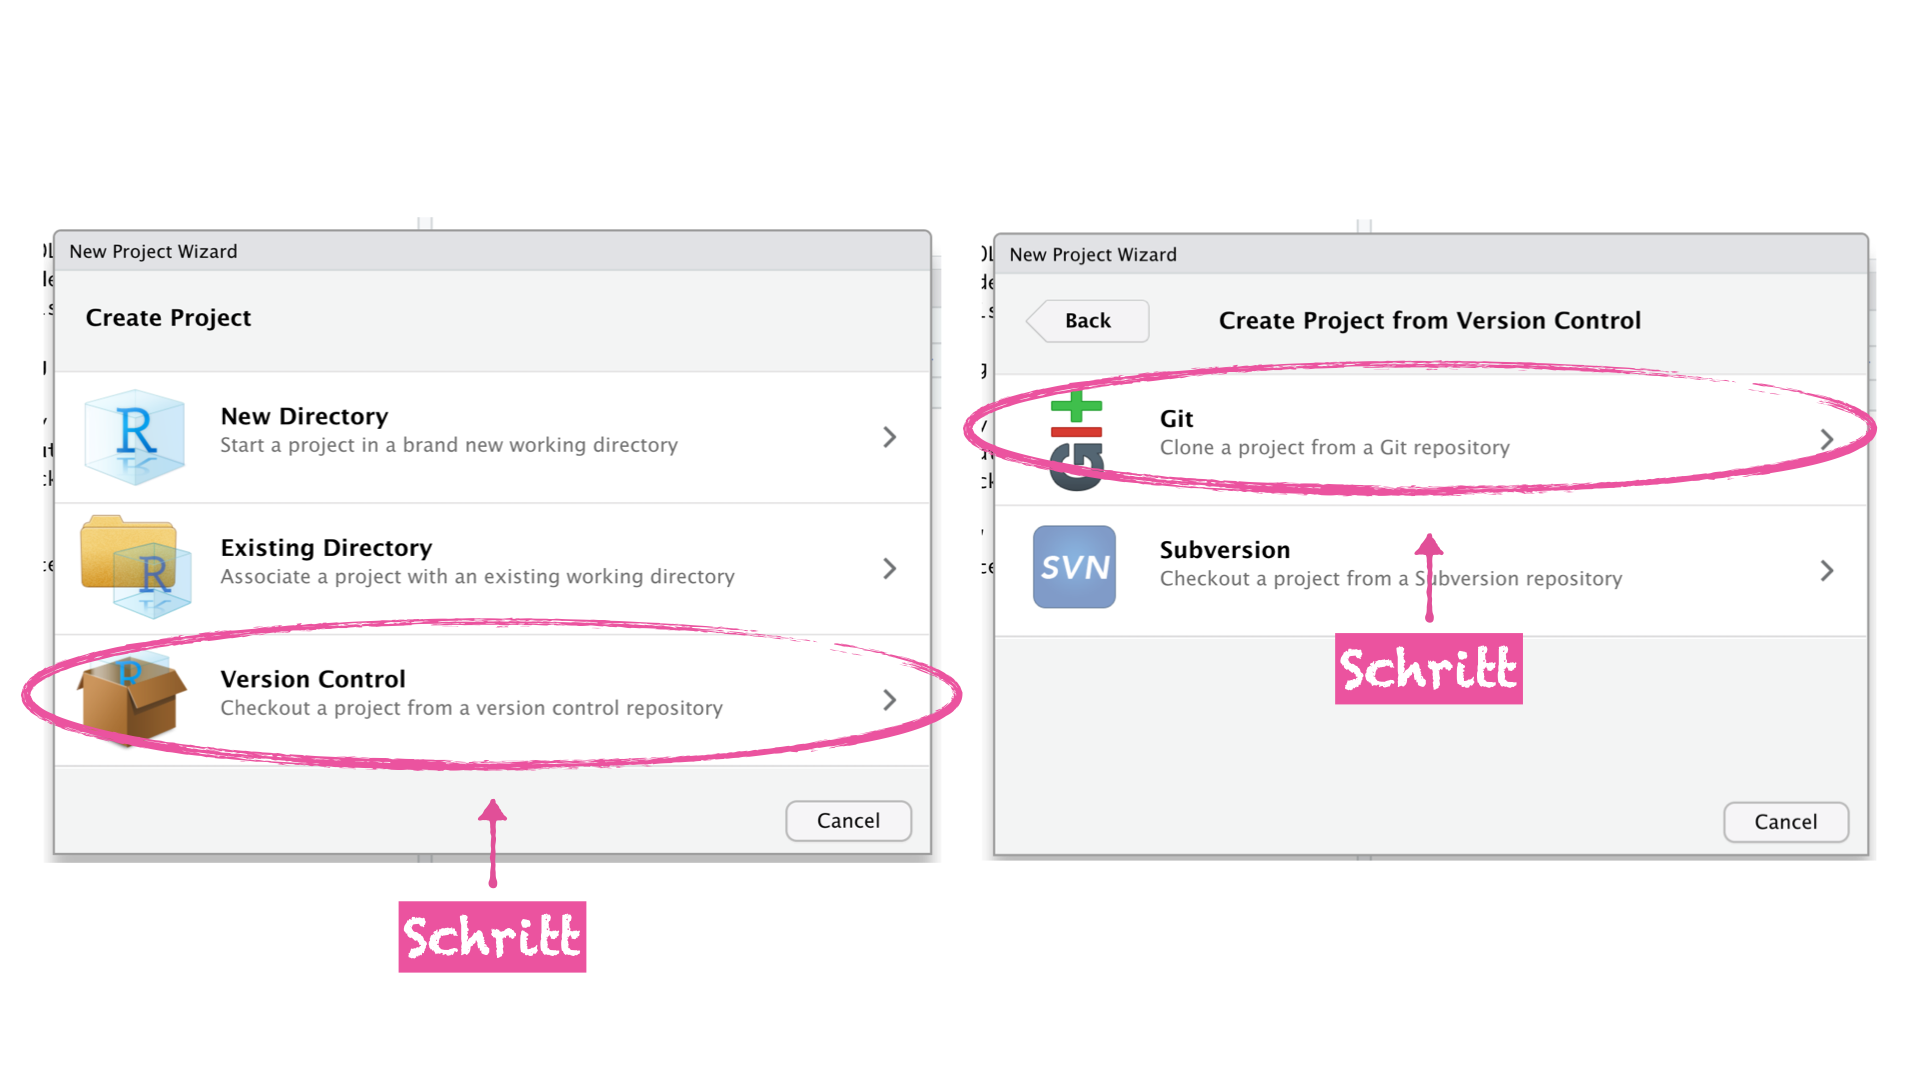 New Project Wizard
Create Project
R
New Directory
Start a project in a brand new working directory
R
Existing Directory
Associate a project with an existing working directory
R
Version Control
Checkout a project from a version control repository
Cancel
Schritt
New Project Wizard
Back
Create Project from Version Control
Git
Clone a project from a Git repository
SVN
Subversion
Checkout a project from a Subversion repository
Schritt
Cancel